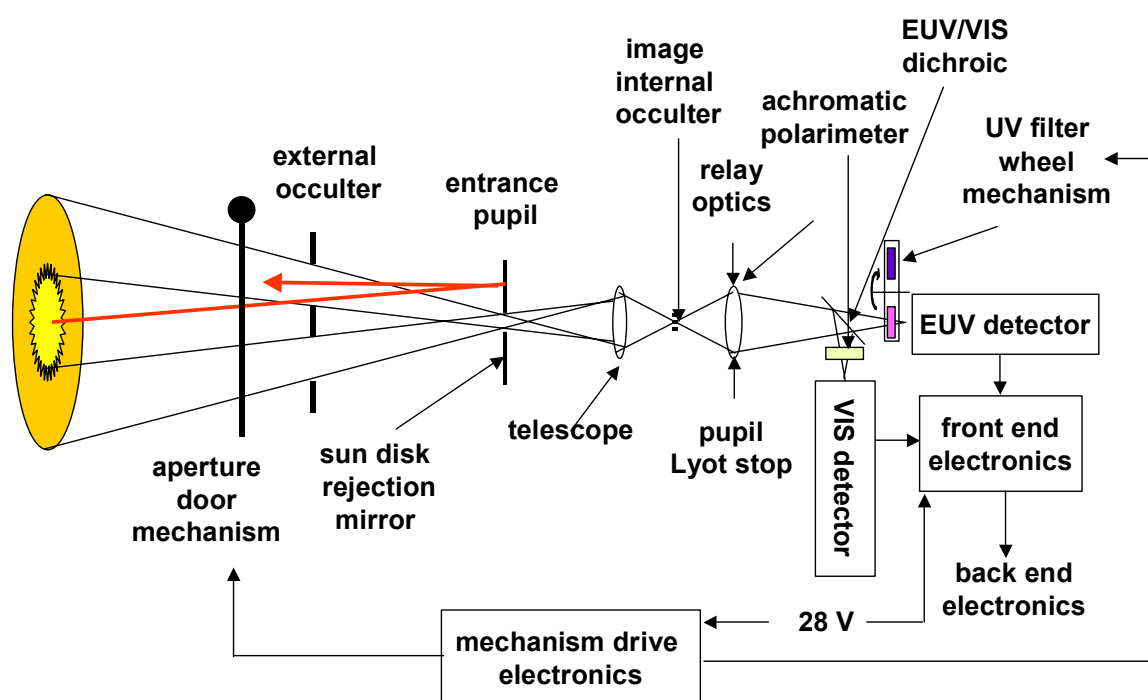 EUV/VIS
dichroic
image
internal
occulter
achromatic
polarimeter
UV filter
wheel
mechanism
external
occulter
entrance
pupil
relay
optics
EUV detector
telescope
pupil
Lyot stop
VIS detector
front end
electronics
sun disk
rejection
mirror
aperture
door
mechanism
back end
electronics
28 V
mechanism drive
electronics